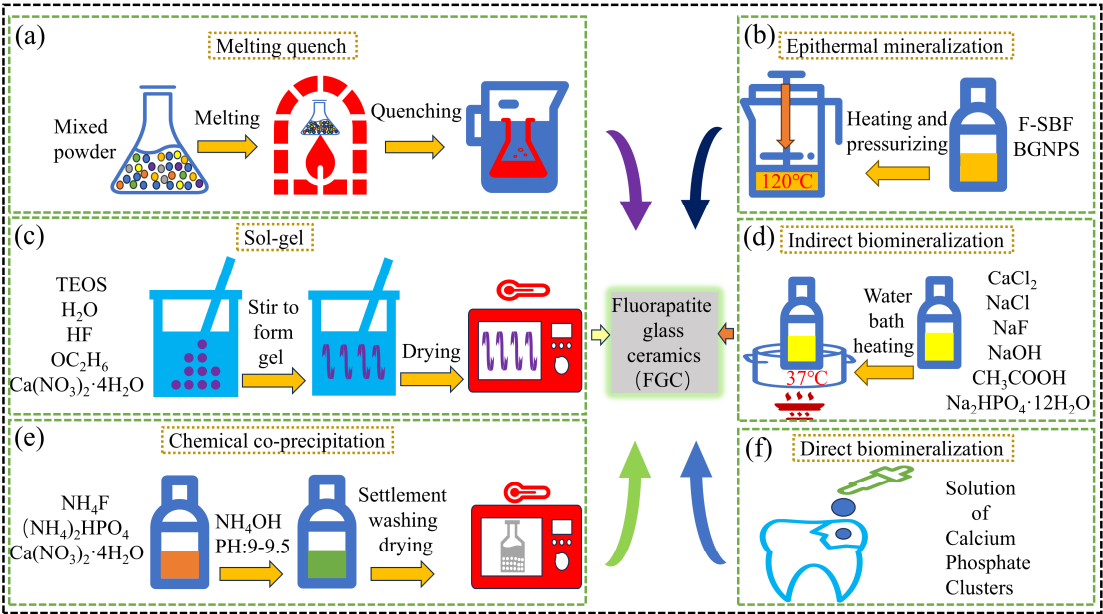 (a)
Melting quench
Mixed
powder
Melting
Quenching
(b)
Epithermal mineralization
120℃
Heating and
pressurizing
F-SBF
BGNPS
(c)
Sol-gel
TEOS
H₂O
HF
OC₂H₆
Ca(NO₃)₂·4H₂O
Stir to
form
gel
Drying
Fluorapatite
glass
ceramics
(FGC)
(d)
Indirect biomineralization
37℃
Water
bath
heating
CaCl₂
NaCl
NaF
NaOH
CH₃COOH
Na₂HPO₄·12H₂O
(e)
Chemical co-precipitation
NH₄F
(NH₄)₂HPO₄
Ca(NO₃)₂·4H₂O
NH₄OH
PH:9-9.5
Settlement
washing
drying
(f)
Direct biomineralization
Solution
of
Calcium
Phosphate
Clusters